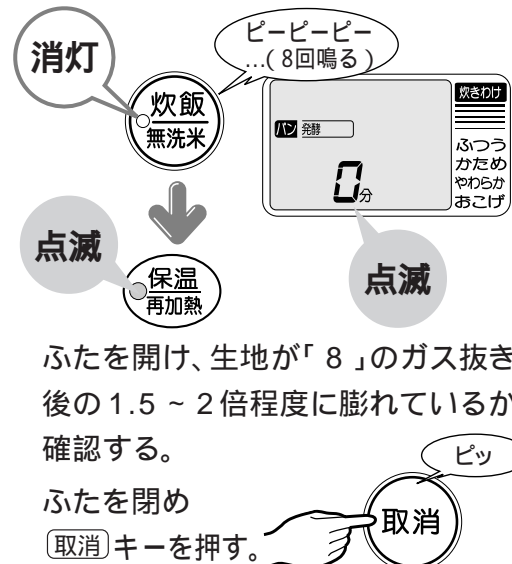 消灯
ピーピーピー
…( 8回鳴る )
炊飯
無洗米
炊きわけ
パン 発酵
ふつう
かため
やわらか
おこげ
0分
点滅
保温
再加熱
点滅
ふたを開け、生地が「 8 」のガス抜き
後の 1.5 ~ 2 倍程度に膨れているか
確認する。
ピッ
ふたを閉め
取消 キーを押す。
取消